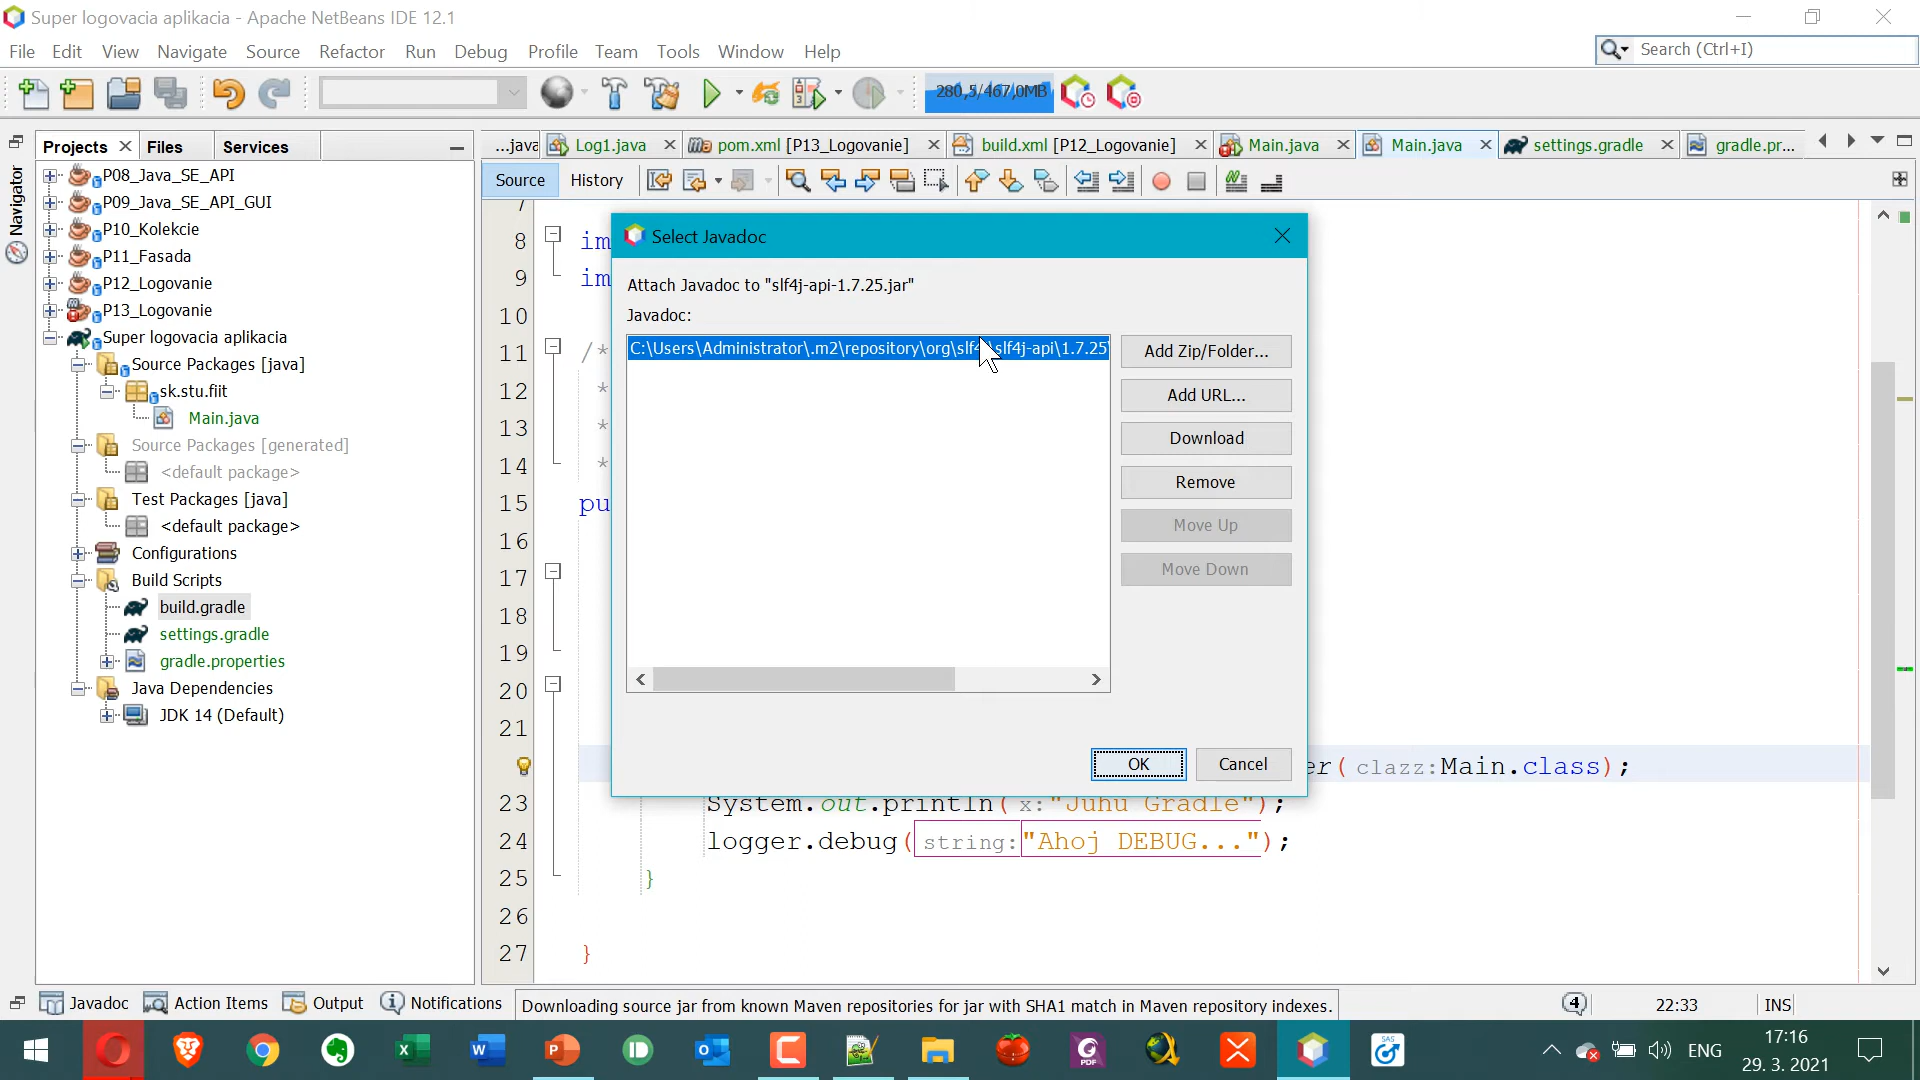 Super logovacia aplikacia - Apache NetBeans IDE 12.1
File Edit View Navigate Source Refactor Run Debug Profile Team Tools Window Help
Search (Ctrl+I)
280,5/467,0MB
Projects Files Services
...java Log1.java pom.xml [P13_Logovanie] build.xml [P12_Logovanie] Main.java Main.java settings.gradle gradle.pr...
Navigator
Source History
P08_Java_SE_API
P09_Java_SE_API_GUI
P10_Kolekcie
P11_Fasada
P12_Logovanie
P13_Logovanie
Super logovacia aplikacia
Source Packages [java]
sk.stu.fiit
Main.java
Source Packages [generated]
<default package>
Test Packages [java]
<default package>
Configurations
Build Scripts
build.gradle
settings.gradle
gradle.properties
Java Dependencies
JDK 14 (Default)
7
8 im
9 im
10
11 /*
12 *
13 *
14 *
15 pu
16
17
18
19
20
21
er( clazz: Main.class);
23 System.out.println( x: "Juhu Gradle");
24 logger.debug( string: "Ahoj DEBUG...");
25 }
26
27 }
Select Javadoc
Attach Javadoc to "slf4j-api-1.7.25.jar"
Javadoc:
C:\Users\Administrator\.m2\repository\org\slf4j\slf4j-api\1.7.25\
Add Zip/Folder...
Add URL...
Download
Remove
Move Up
Move Down
OK Cancel
Javadoc Action Items Output Notifications Downloading source jar from known Maven repositories for jar with SHA1 match in Maven repository indexes. 4 22:33 INS
ENG
17:16
29. 3. 2021
PDF
SAS